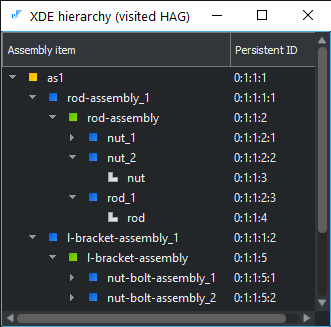 XDE hierarchy (visited HAG)
Assembly item Persistent ID
as1 0:1:1:1
rod-assembly_1 0:1:1:1:1
rod-assembly 0:1:1:2
nut_1 0:1:1:2:1
nut_2 0:1:1:2:2
nut 0:1:1:3
rod_1 0:1:1:2:3
rod 0:1:1:4
l-bracket-assembly_1 0:1:1:1:2
l-bracket-assembly 0:1:1:5
nut-bolt-assembly_1 0:1:1:5:1
nut-bolt-assembly_2 0:1:1:5:2